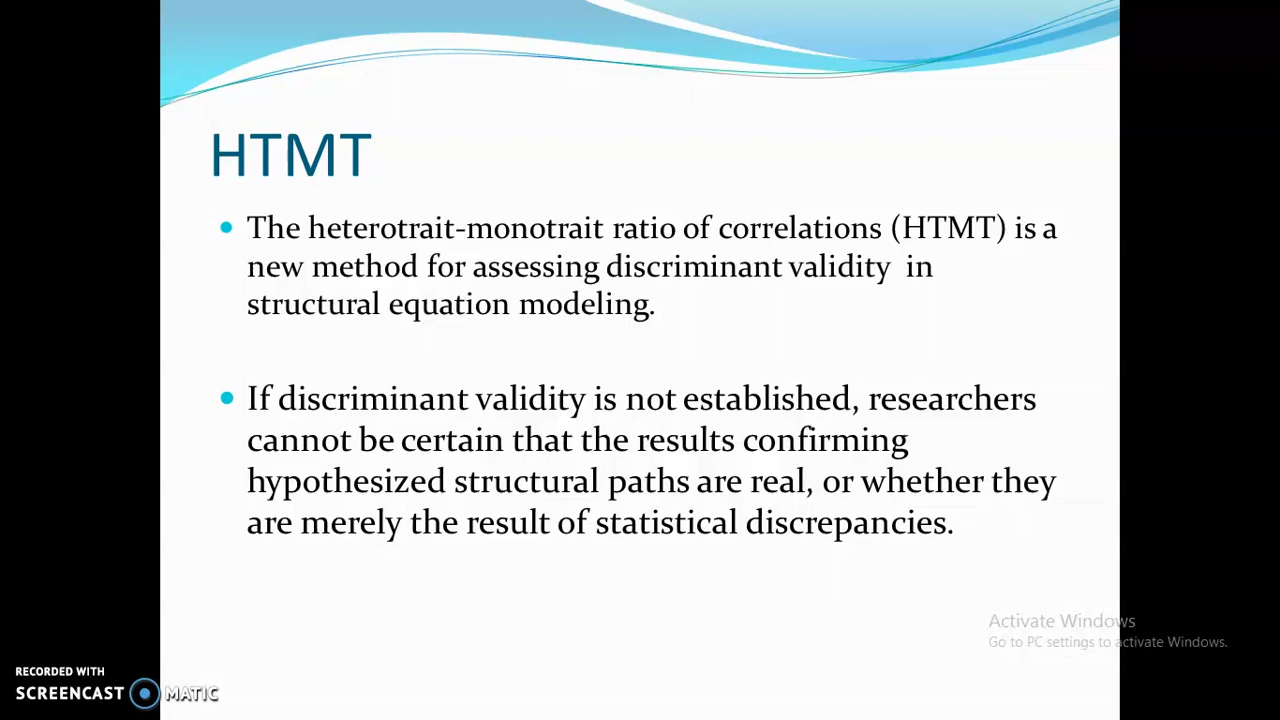 HTMT
The heterotrait-monotrait ratio of correlations (HTMT) is a
new method for assessing discriminant validity in
structural equation modeling.
If discriminant validity is not established, researchers
cannot be certain that the results confirming
hypothesized structural paths are real, or whether they
are merely the result of statistical discrepancies.
Activate Windows
Go to PC settings to activate Windows.
RECORDED WITH
SCREENCAST MATIC